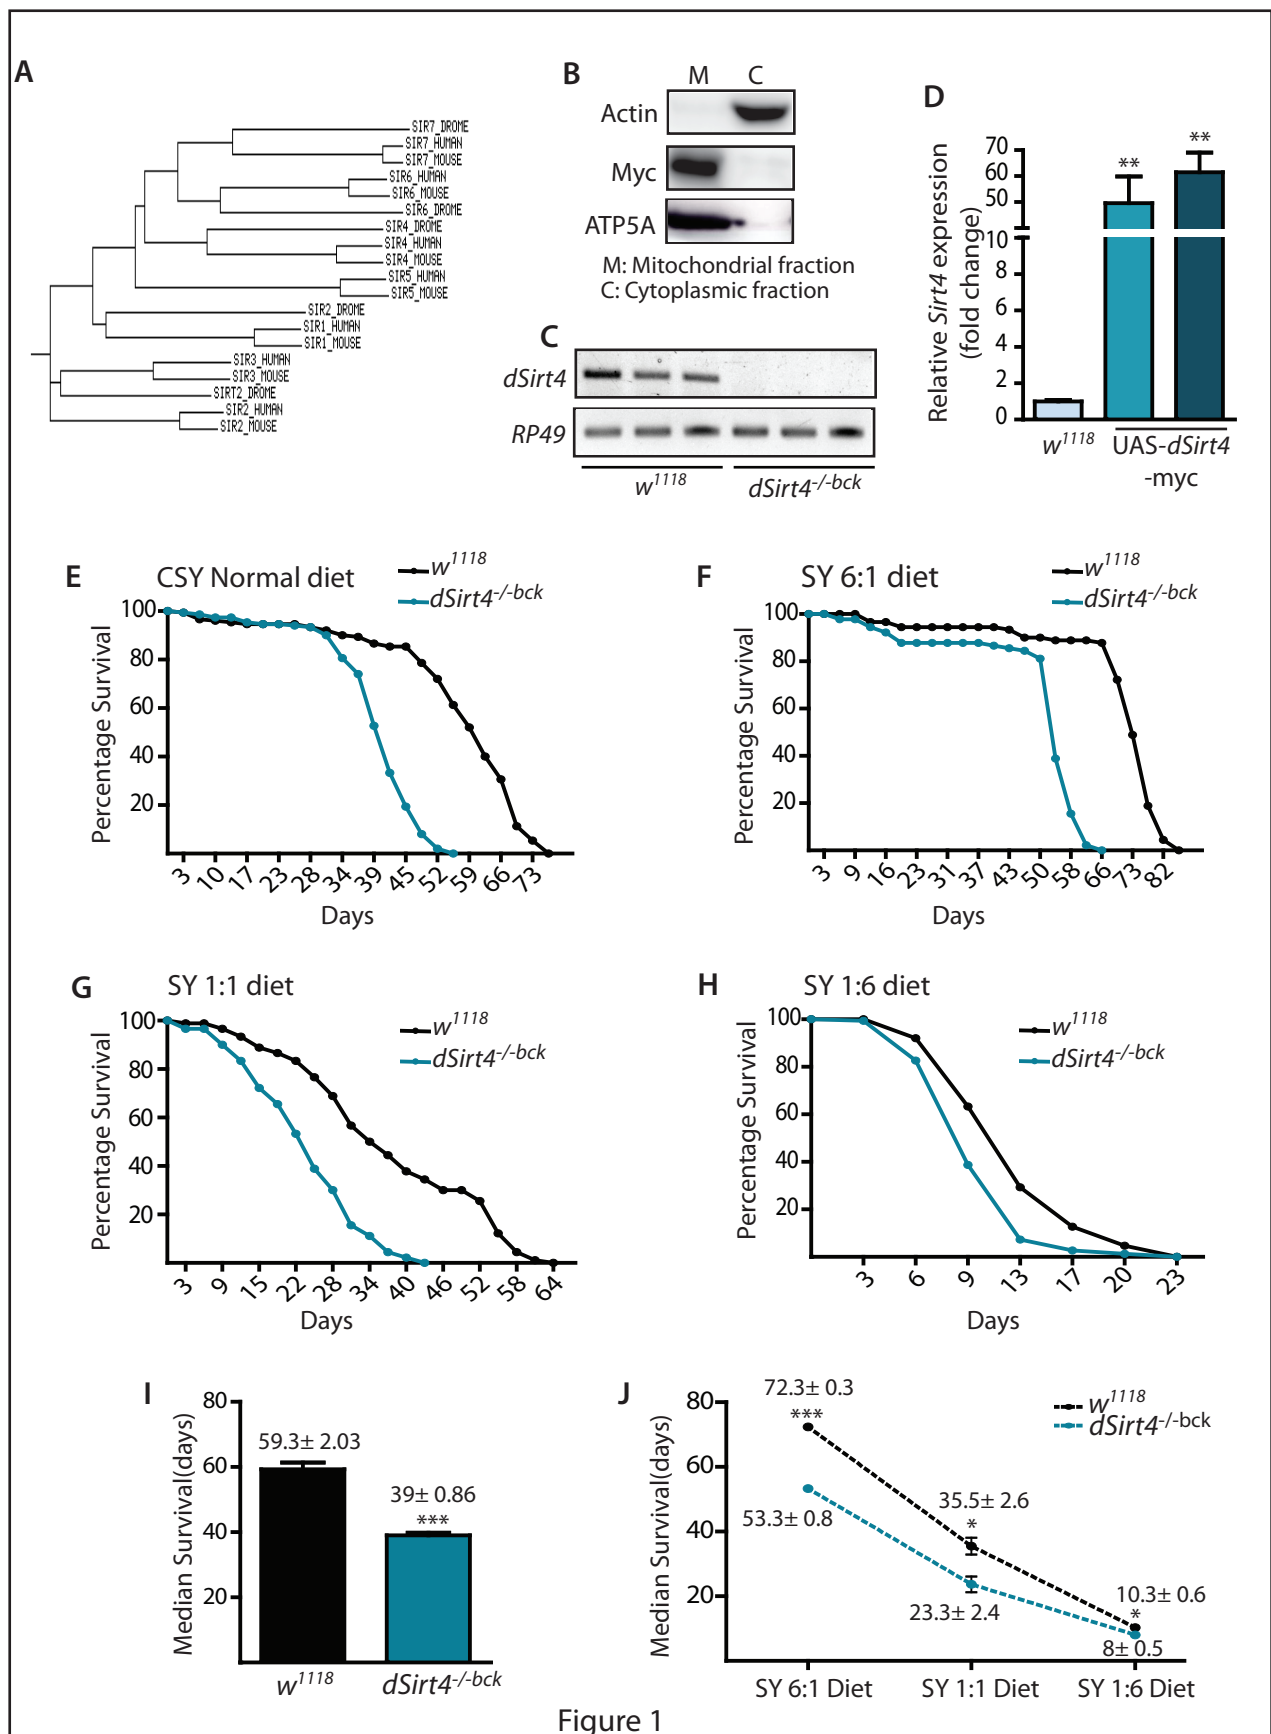 A
SIR7_DROME
SIR7_HUMAN
SIR7_MOUSE
SIR6_HUMAN
SIR6_MOUSE
SIR6_DROME
SIR4_DROME
SIR4_HUMAN
SIR4_MOUSE
SIR5_HUMAN
SIR5_MOUSE
SIR2_DROME
SIR1_HUMAN
SIR1_MOUSE
SIR3_HUMAN
SIR3_MOUSE
SIRT2_DROME
SIR2_HUMAN
SIR2_MOUSE
B
M C
Actin
Myc
ATP5A
M: Mitochondrial fraction
C: Cytoplasmic fraction
C
dSirt4
RP49
w1118 dSirt4-/-bck
D
Relative Sirt4 expression
(fold change)
70
60
50
10
8
6
4
2
0
** **
w1118 UAS-dSirt4
-myc
E CSY Normal diet
w1118
dSirt4-/-bck
Percentage Survival
100
80
60
40
20
3 10 17 23 28 34 39 45 52 59 66 73
Days
F SY 6:1 diet
w1118
dSirt4-/-bck
Percentage Survival
100
80
60
40
20
3 9 16 23 31 37 43 50 58 66 73 82
Days
G SY 1:1 diet
w1118
dSirt4-/-bck
Percentage Survival
100
80
60
40
20
3 9 15 22 28 34 40 46 52 58 64
Days
H SY 1:6 diet
w1118
dSirt4-/-bck
Percentage Survival
100
80
60
40
20
3 6 9 13 17 20 23
Days
I
Median Survival(days)
80
60
40
20
59.3± 2.03
39± 0.86
***
w1118 dSirt4-/-bck
J
w1118
dSirt4-/-bck
Median Survival(days)
80
60
40
20
72.3± 0.3
***
53.3± 0.8
35.5± 2.6
*
23.3± 2.4
10.3± 0.6
*
8± 0.5
SY 6:1 Diet SY 1:1 Diet SY 1:6 Diet
Figure 1